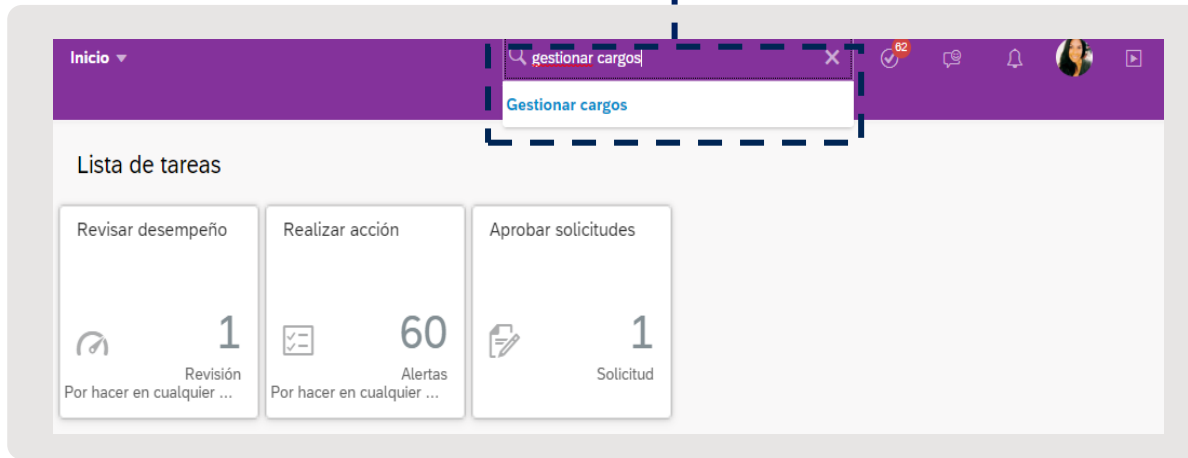 Inicio
gestionar cargos
62
Gestionar cargos
Lista de tareas
Revisar desempeño
1
Revisión
Por hacer en cualquier ...
Realizar acción
60
Alertas
Por hacer en cualquier ...
Aprobar solicitudes
1
Solicitud